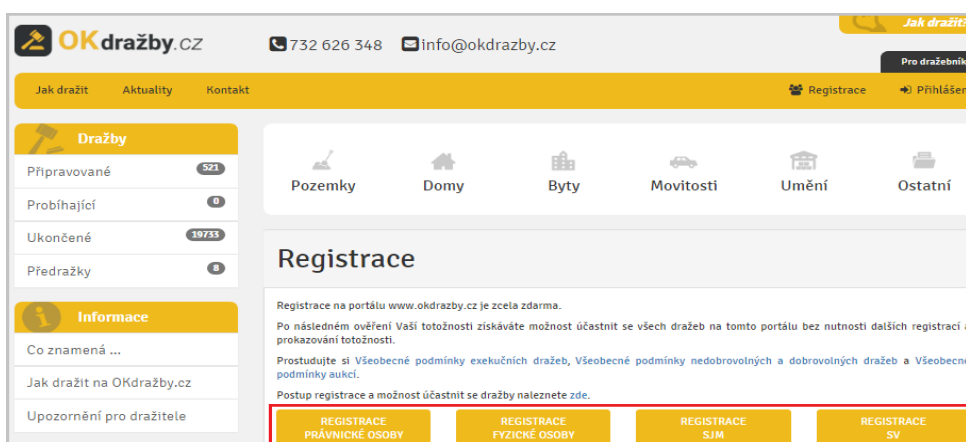 OKdražby.cz
732 626 348 info@okdrazby.cz
Jak dražit?
Pro dražebník
Jak dražit Aktuality Kontakt Registrace Přihlášen
Dražby
Připravované 521
Probíhající 0
Ukončené 19733
Předražky 8
Informace
Co znamená ...
Jak dražit na OKdražby.cz
Upozornění pro dražitele
Pozemky Domy Byty Movitosti Umění Ostatní
Registrace
Registrace na portálu www.okdrazby.cz je zcela zdarma.
Po následném ověření Vaší totožnosti získáváte možnost účastnit se všech dražeb na tomto portálu bez nutnosti dalších registrací a
prokazování totožnosti.
Prostudujte si Všeobecné podmínky exekučních dražeb, Všeobecné podmínky nedobrovolných a dobrovolných dražeb a Všeobecné
podmínky aukcí.
Postup registrace a možnost účastnit se dražby naleznete zde.
REGISTRACE
PRÁVNICKÉ OSOBY
REGISTRACE
FYZICKÉ OSOBY
REGISTRACE
SJM
REGISTRACE
SV